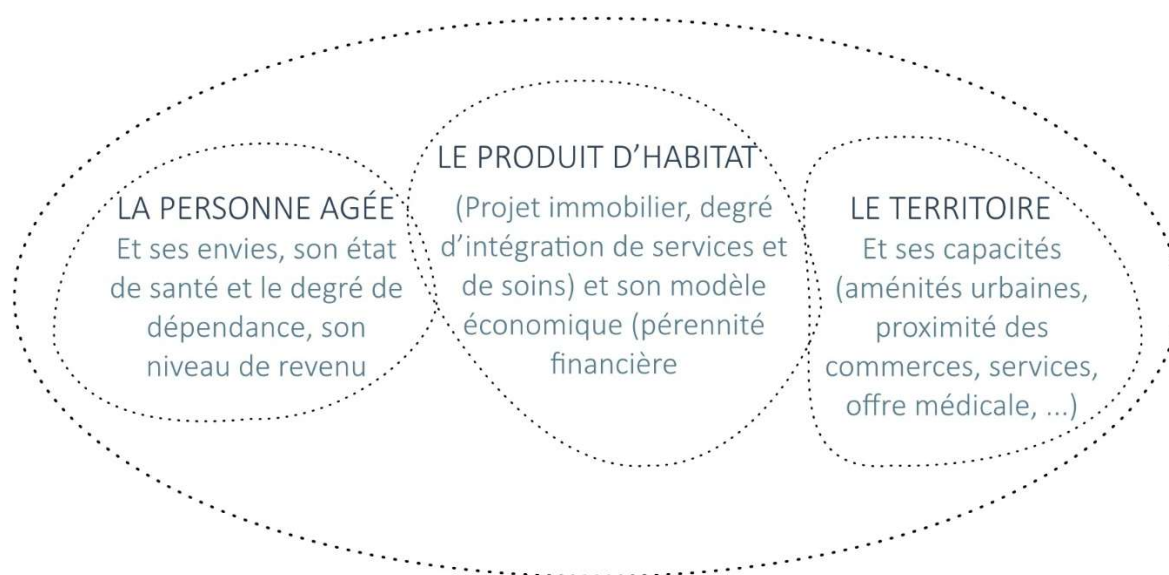 LA PERSONNE AGÉE
Et ses envies, son état
de santé et le degré de
dépendance, son
niveau de revenu
LE PRODUIT D’HABITAT
(Projet immobilier, degré
d’intégration de services et
de soins) et son modèle
économique (pérennité
financière
LE TERRITOIRE
Et ses capacités
(aménités urbaines,
proximité des
commerces, services,
offre médicale, ...)